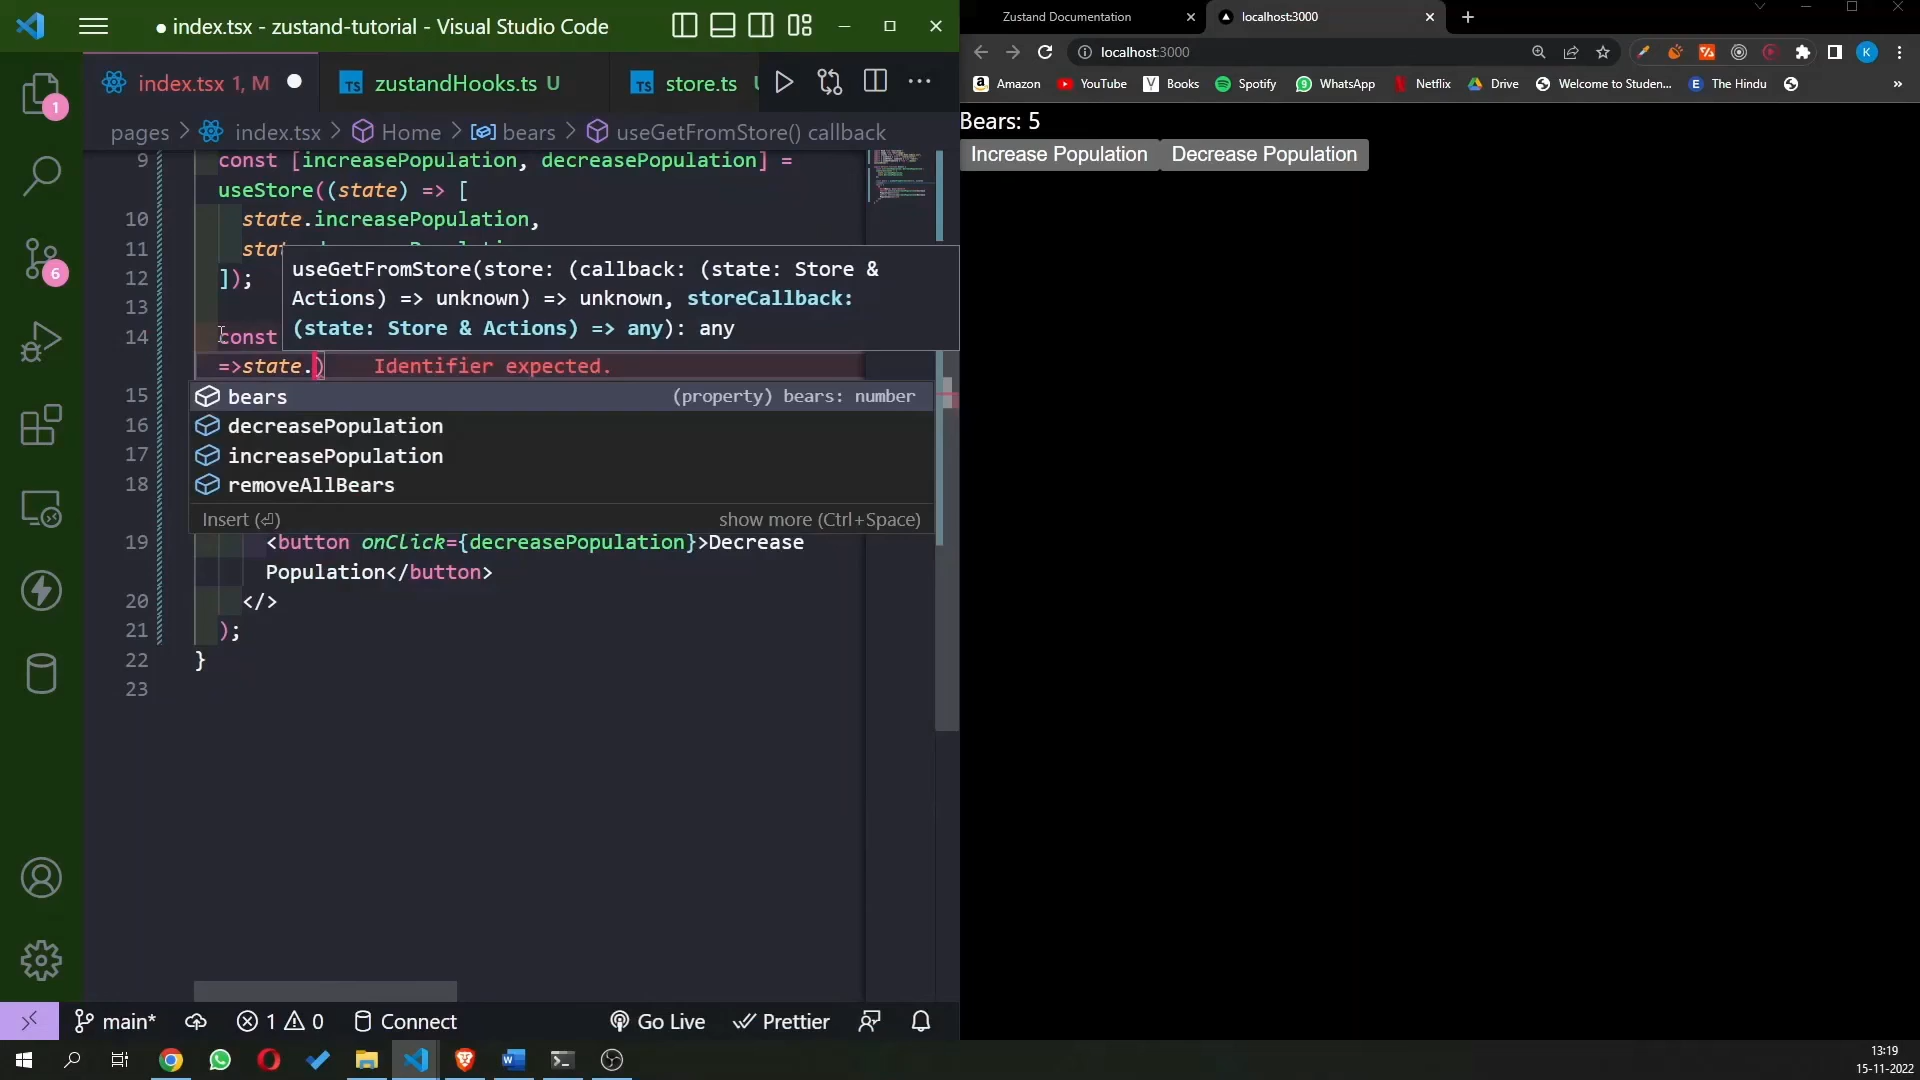 ● index.tsx - zustand-tutorial - Visual Studio Code
index.tsx 1, M
zustandHooks.ts U
store.ts
pages > index.tsx > Home > bears > useGetFromStore() callback
9 const [increasePopulation, decreasePopulation] =
useStore((state) => [
10 state.increasePopulation,
11 stat
12 ]);
13
14 const
=>state.) Identifier expected.
useGetFromStore(store: (callback: (state: Store &
Actions) => unknown) => unknown, storeCallback:
(state: Store & Actions) => any): any
bears (property) bears: number
decreasePopulation
increasePopulation
removeAllBears
Insert (⏎) show more (Ctrl+Space)
15
16
17
18
19 <button onClick={decreasePopulation}>Decrease
Population</button>
20 </>
21 );
22 }
23
1
6
main* 1 0 Connect Go Live Prettier
Zustand Documentation
localhost:3000
localhost:3000
K
Amazon YouTube Books Spotify WhatsApp Netflix Drive Welcome to Studen... The Hindu »
Bears: 5
Increase Population Decrease Population
13:19
15-11-2022